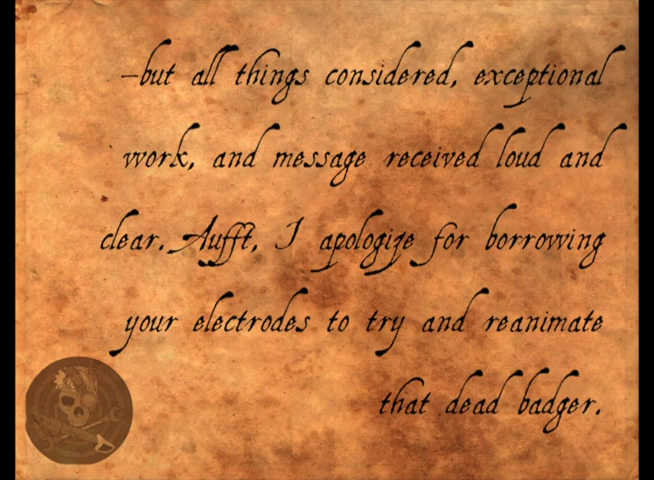 -but all things considered, exceptional
work, and message received loud and
clear. Aufft, I apologize for borrowing
your electrodes to try and reanimate
that dead badger.